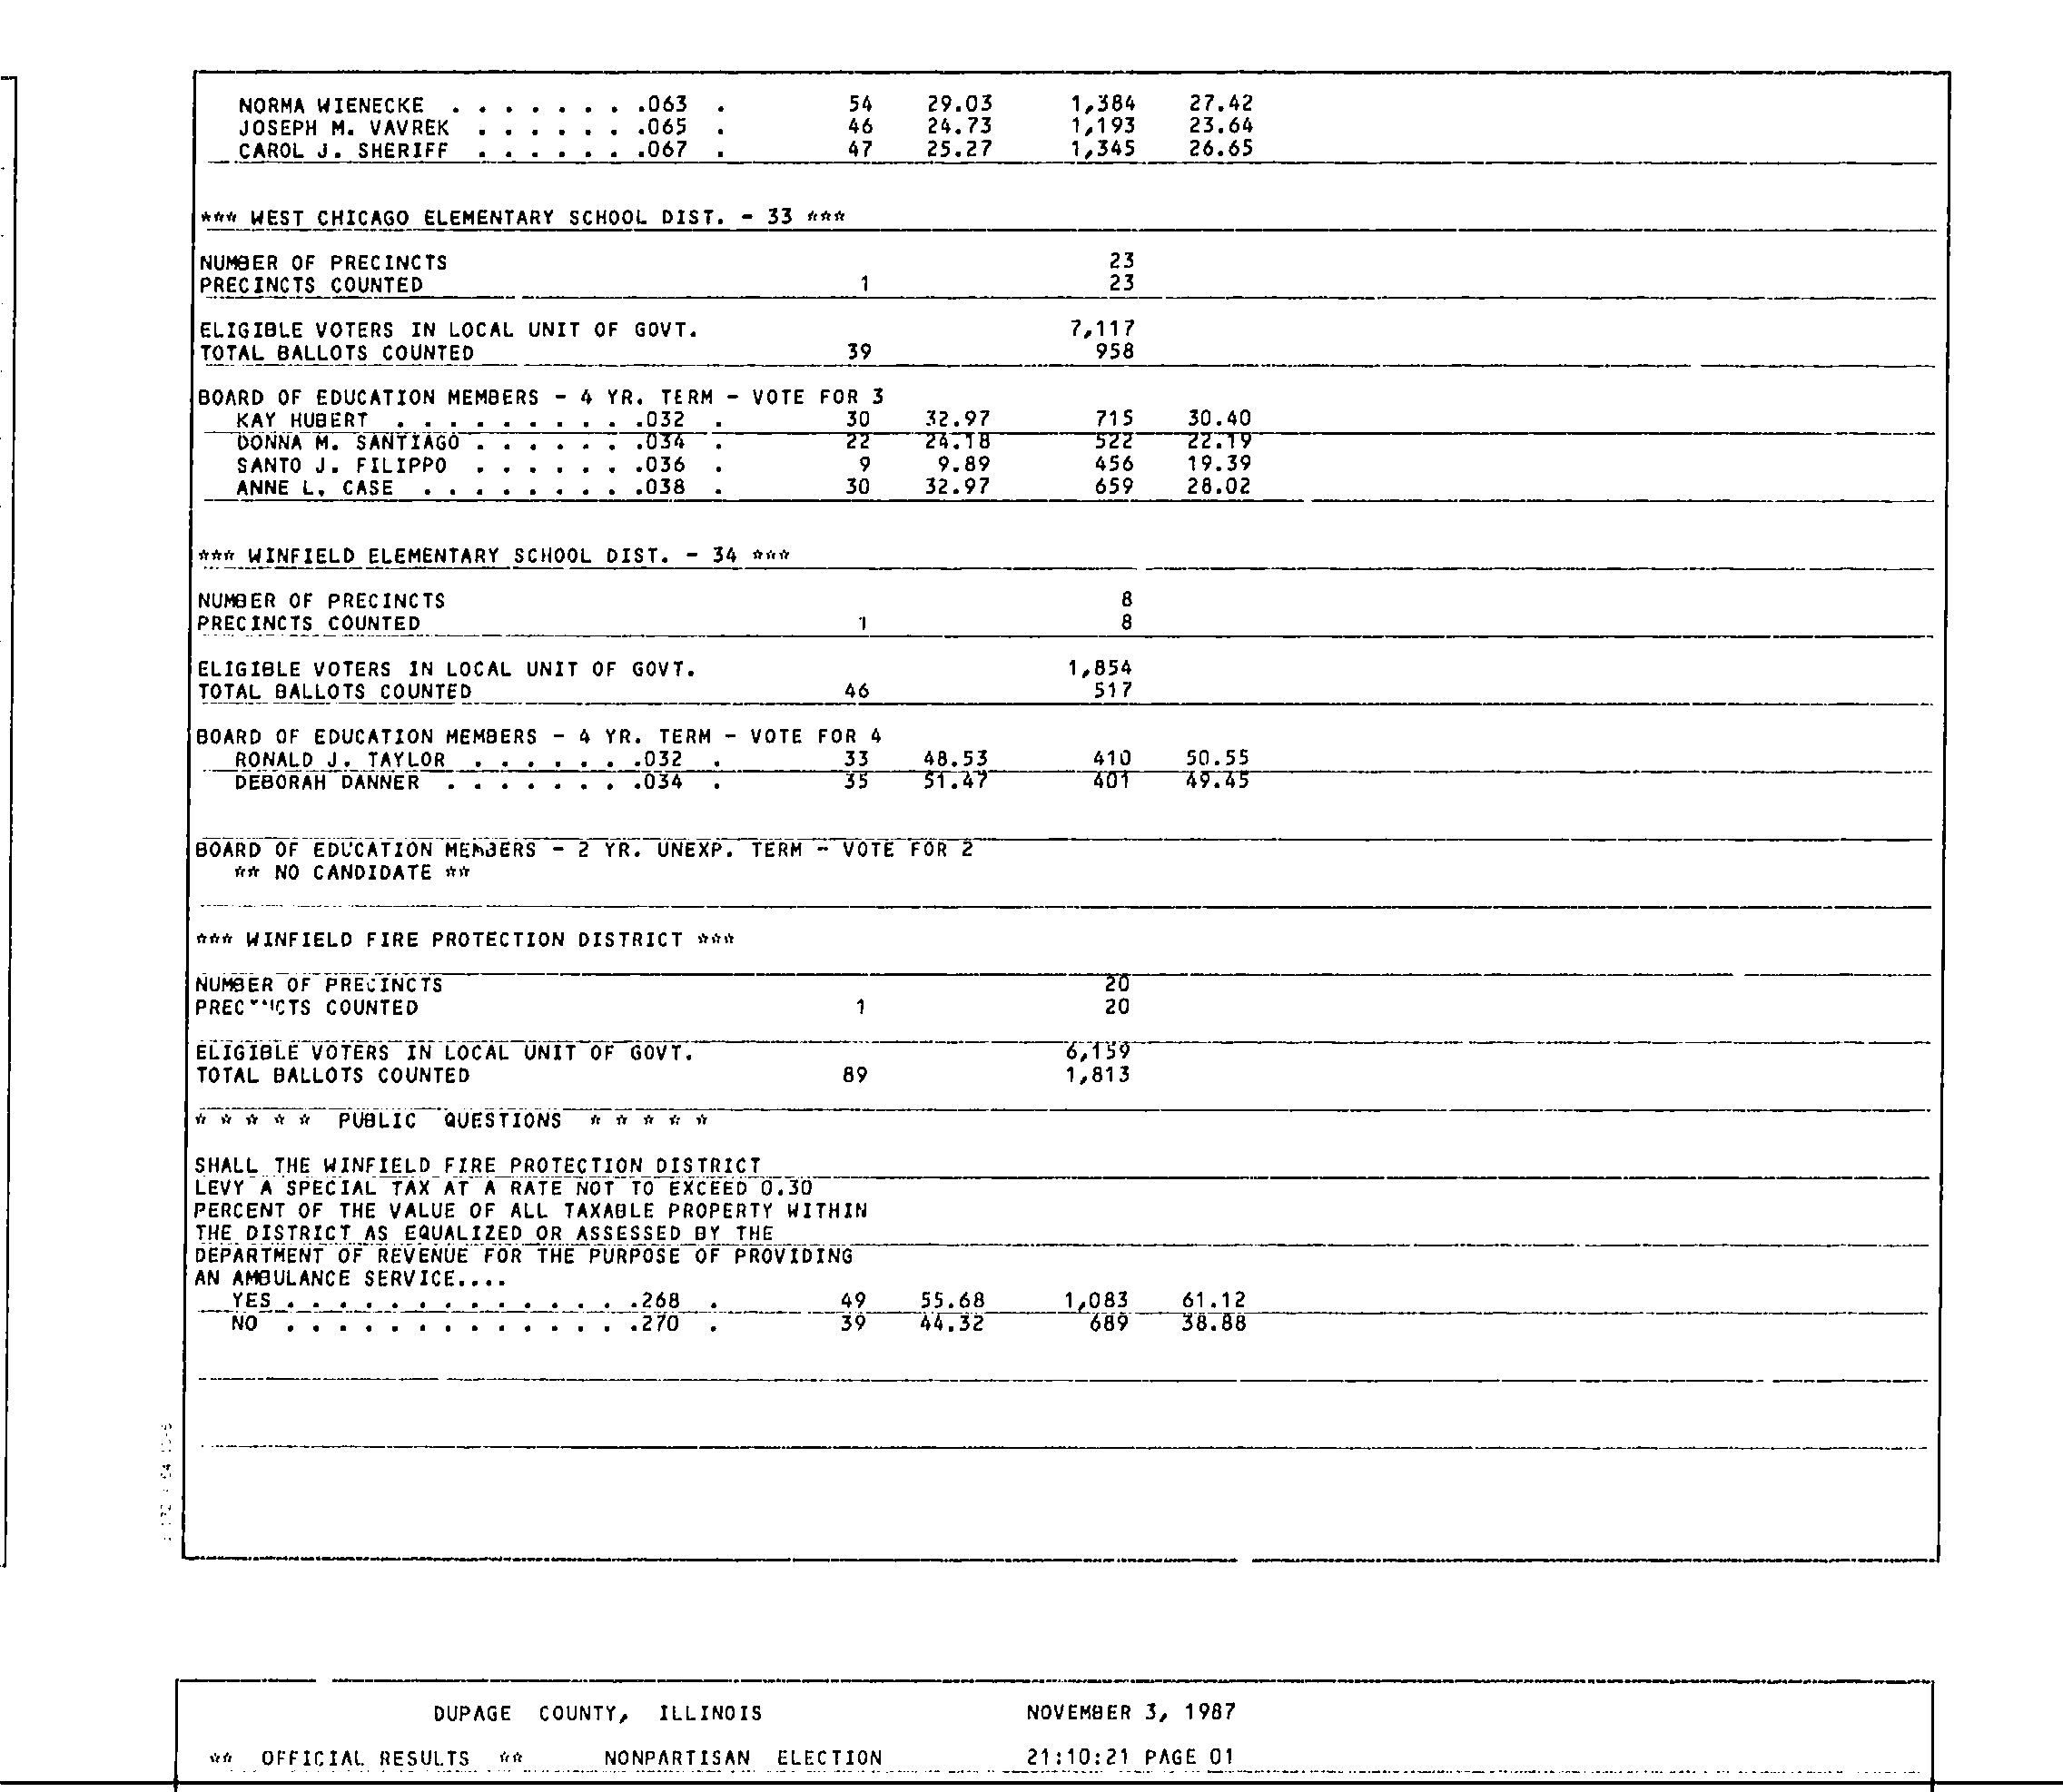 NORMA WIENECKE . . . . . . . .063 . 54 29.03 1,384 27.42
JOSEPH M. VAVREK . . . . . . .065 . 46 24.73 1,193 23.64
CAROL J. SHERIFF . . . . . . .067 . 47 25.27 1,345 26.65
*** WEST CHICAGO ELEMENTARY SCHOOL DIST. - 33 ***
NUMBER OF PRECINCTS 23
PRECINCTS COUNTED 1 23
ELIGIBLE VOTERS IN LOCAL UNIT OF GOVT. 7,117
TOTAL BALLOTS COUNTED 39 958
BOARD OF EDUCATION MEMBERS - 4 YR. TERM - VOTE FOR 3
KAY HUBERT . . . . . . . . . .032 . 30 32.97 715 30.40
DONNA M. SANTIAGO . . . . . . .034 . 22 24.18 522 22.19
SANTO J. FILIPPO . . . . . . .036 . 9 9.89 456 19.39
ANNE L. CASE . . . . . . . . .038 . 30 32.97 659 28.02
*** WINFIELD ELEMENTARY SCHOOL DIST. - 34 ***
NUMBER OF PRECINCTS 8
PRECINCTS COUNTED 1 8
ELIGIBLE VOTERS IN LOCAL UNIT OF GOVT. 1,854
TOTAL BALLOTS COUNTED 46 517
BOARD OF EDUCATION MEMBERS - 4 YR. TERM - VOTE FOR 4
RONALD J. TAYLOR . . . . . . .032 . 33 48.53 410 50.55
DEBORAH DANNER . . . . . . . .034 . 35 51.47 401 49.45
BOARD OF EDUCATION MEMBERS - 2 YR. UNEXP. TERM - VOTE FOR 2
** NO CANDIDATE **
*** WINFIELD FIRE PROTECTION DISTRICT ***
NUMBER OF PRECINCTS 20
PRECINCTS COUNTED 1 20
ELIGIBLE VOTERS IN LOCAL UNIT OF GOVT. 6,159
TOTAL BALLOTS COUNTED 89 1,813
* * * * * PUBLIC QUESTIONS * * * * *
SHALL THE WINFIELD FIRE PROTECTION DISTRICT
LEVY A SPECIAL TAX AT A RATE NOT TO EXCEED 0.30
PERCENT OF THE VALUE OF ALL TAXABLE PROPERTY WITHIN
THE DISTRICT AS EQUALIZED OR ASSESSED BY THE
DEPARTMENT OF REVENUE FOR THE PURPOSE OF PROVIDING
AN AMBULANCE SERVICE....
YES . . . . . . . . . . . . . .268 . 49 55.68 1,083 61.12
NO . . . . . . . . . . . . . .270 . 39 44.32 689 38.88
DUPAGE COUNTY, ILLINOIS NOVEMBER 3, 1987
** OFFICIAL RESULTS ** NONPARTISAN ELECTION 21:10:21 PAGE 01